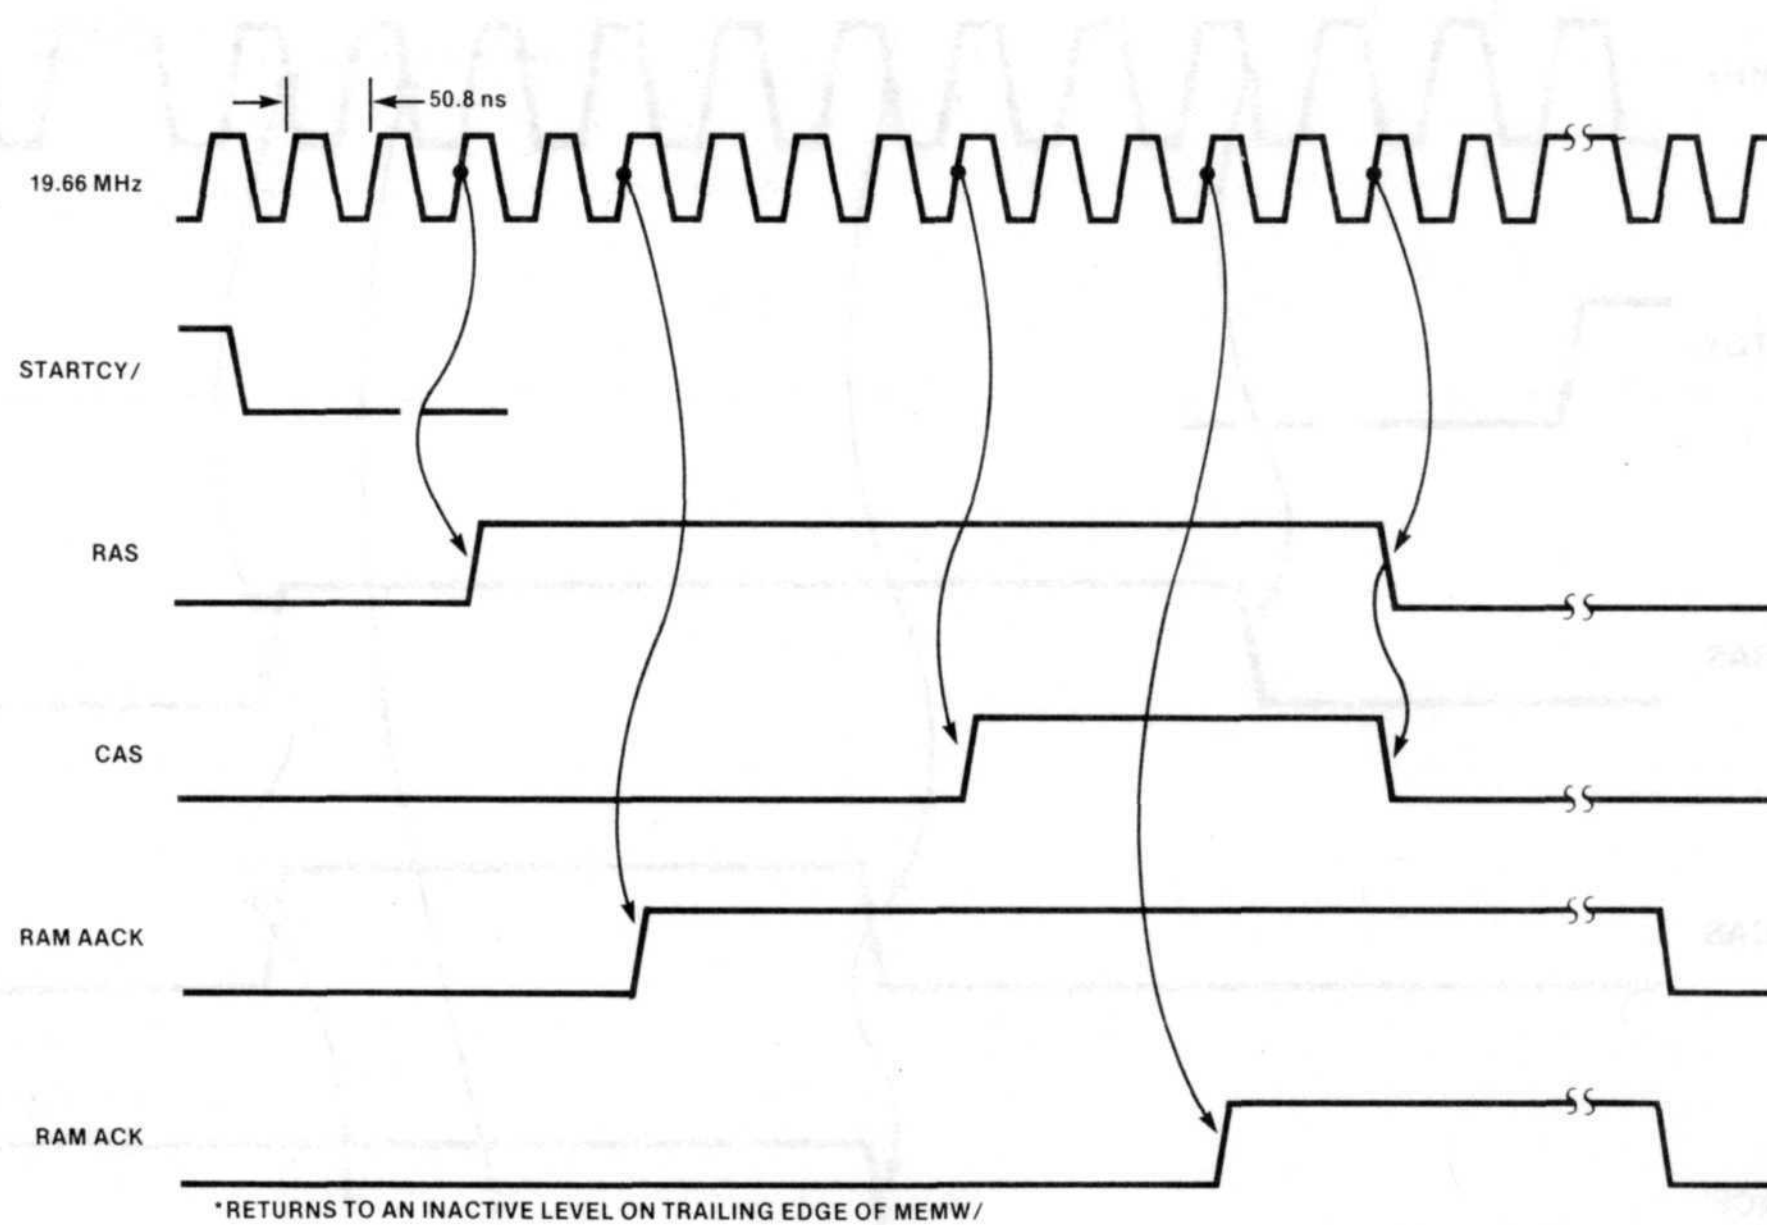 50.8 ns
19.66 MHz
STARTCY/
RAS
CAS
RAM AACK
RAM ACK
*RETURNS TO AN INACTIVE LEVEL ON TRAILING EDGE OF MEMW/